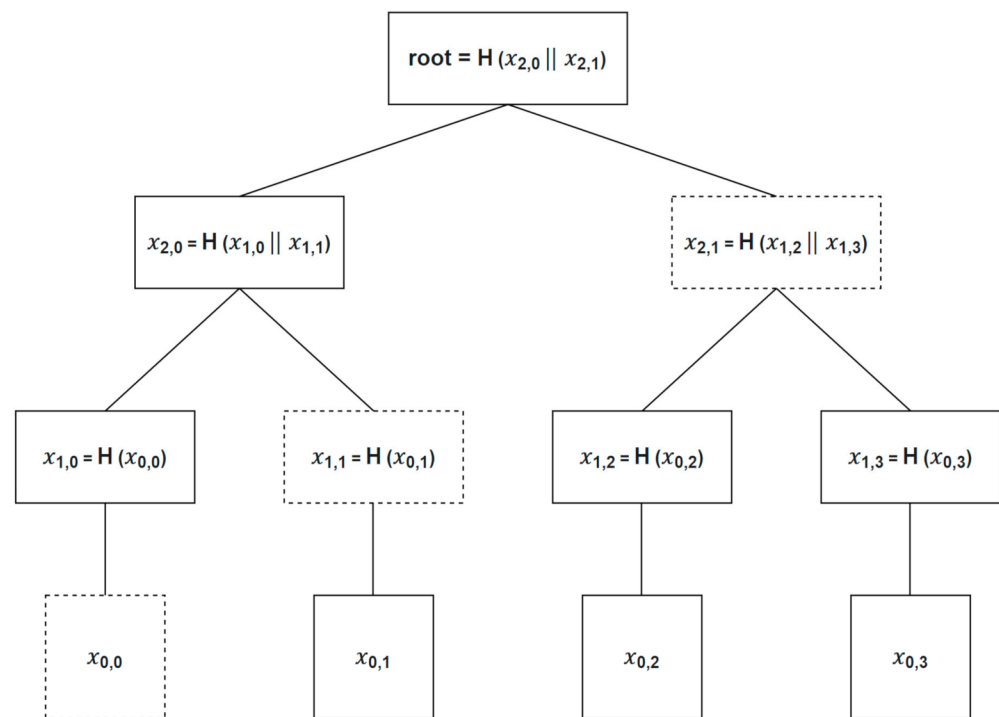 root = H (x2,0 || x2,1)
x2,0 = H (x1,0 || x1,1)
x2,1 = H (x1,2 || x1,3)
x1,0 = H (x0,0)
x1,1 = H (x0,1)
x1,2 = H (x0,2)
x1,3 = H (x0,3)
x0,0
x0,1
x0,2
x0,3